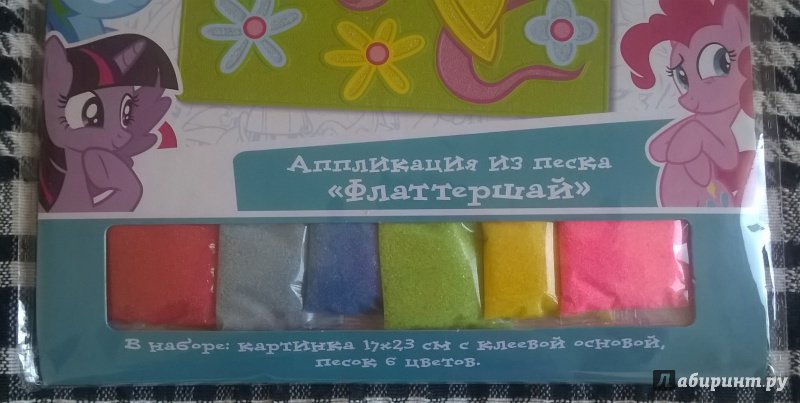 Аппликация из песка
«Флаттершай»
В наборе: картинка 17х23 см с клеевой основой,
песок 6 цветов.
Лабиринт.ру